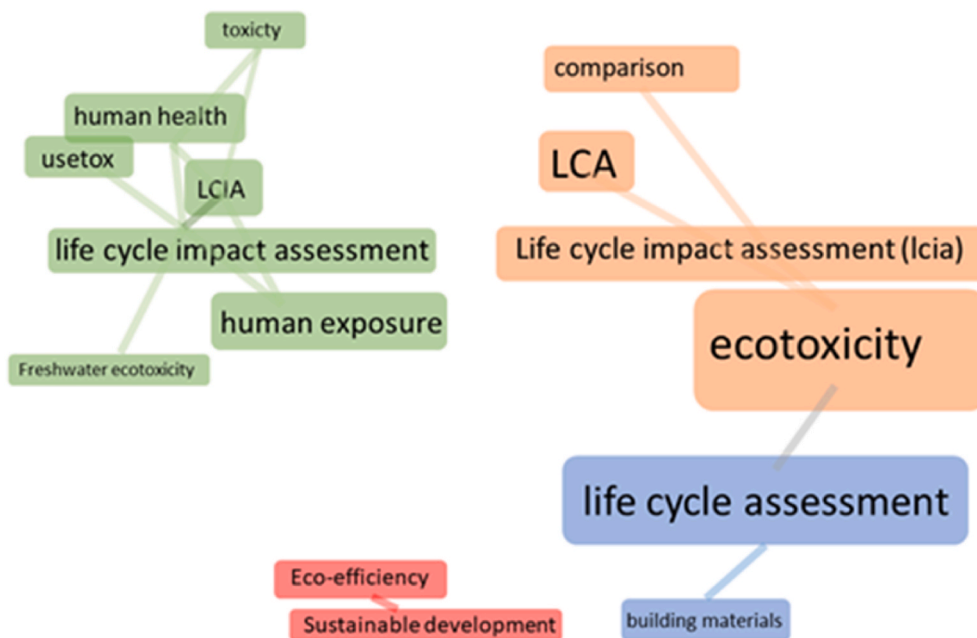 toxicty
comparison
human health
usetox
LCA
LCIA
life cycle impact assessment
Life cycle impact assessment (lcia)
human exposure
ecotoxicity
Freshwater ecotoxicity
life cycle assessment
Eco-efficiency
Sustainable development
building materials